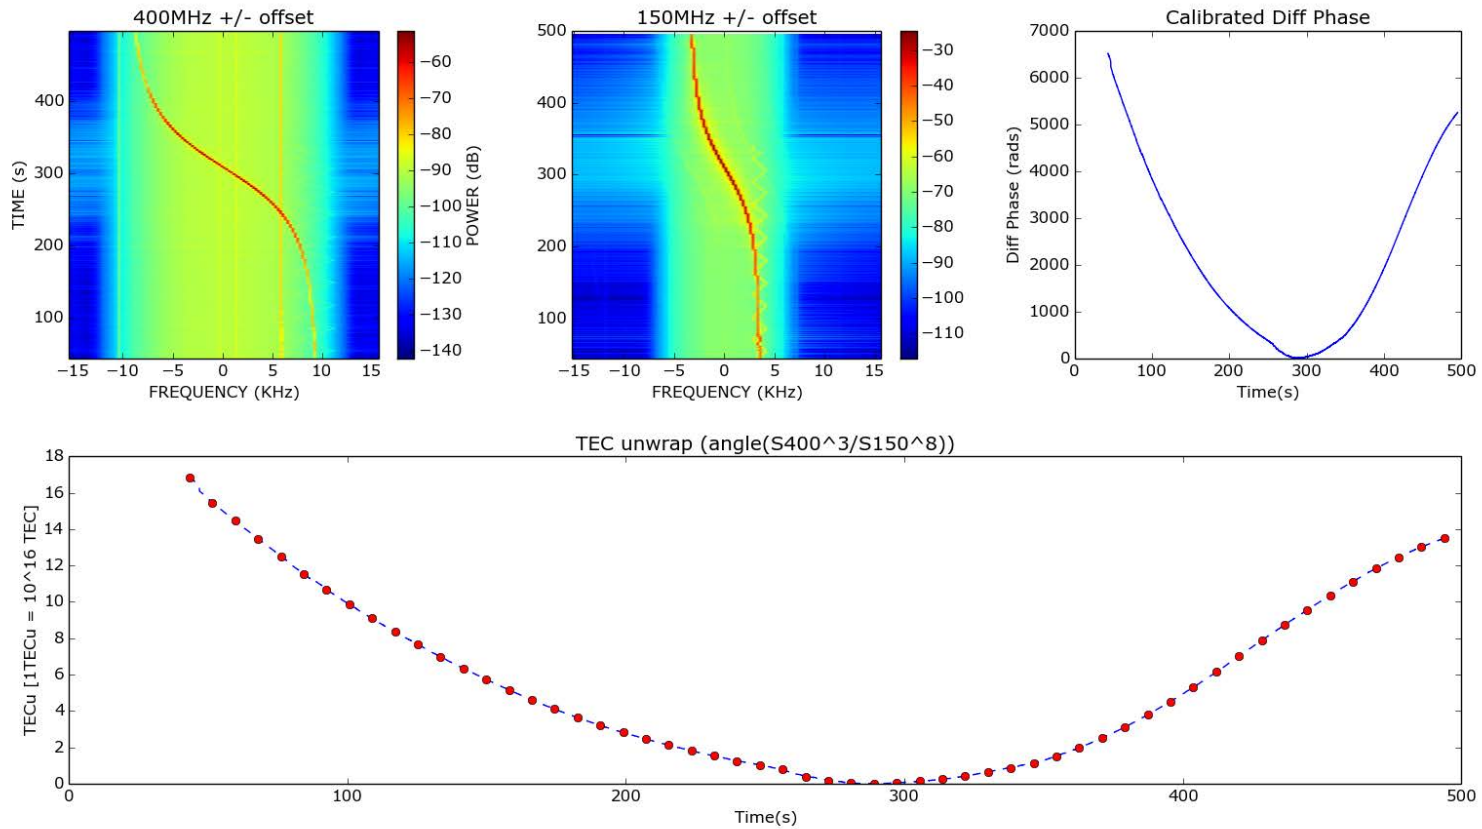 400MHz +/- offset
150MHz +/- offset
Calibrated Diff Phase
TIME (s)
400
300
200
100
−15 −10 −5 0 5 10 15
FREQUENCY (KHz)
−60
−70
−80
−90
−100
−110
−120
−130
−140
POWER (dB)
500
400
300
200
100
−15 −10 −5 0 5 10 15
FREQUENCY (KHz)
−30
−40
−50
−60
−70
−80
−90
−100
−110
Diff Phase (rads)
7000
6000
5000
4000
3000
2000
1000
0
0 100 200 300 400 500
Time(s)
TEC unwrap (angle(S400^3/S150^8))
TECu [1TECu = 10^16 TEC]
18
16
14
12
10
8
6
4
2
0
0 100 200 300 400 500
Time(s)